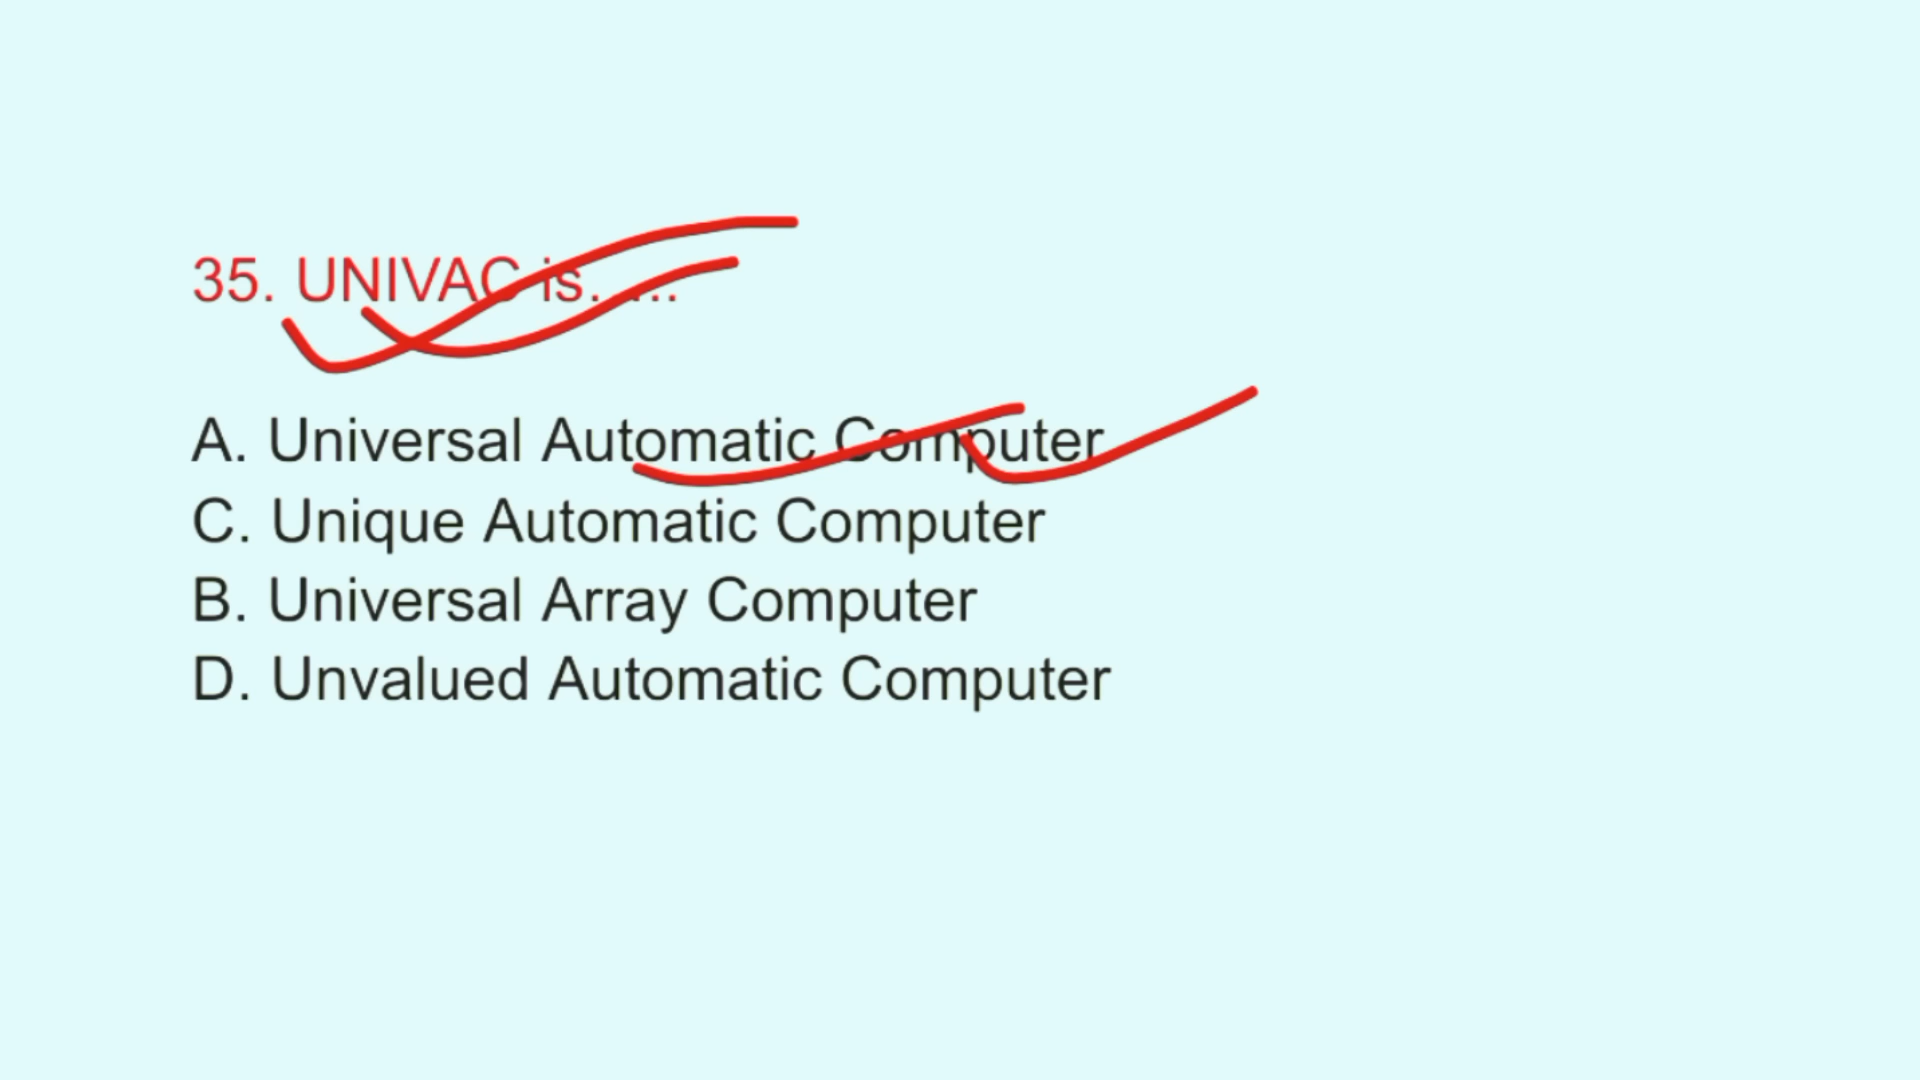 35. UNIVAC is. ....
A. Universal Automatic Computer
C. Unique Automatic Computer
B. Universal Array Computer
D. Unvalued Automatic Computer